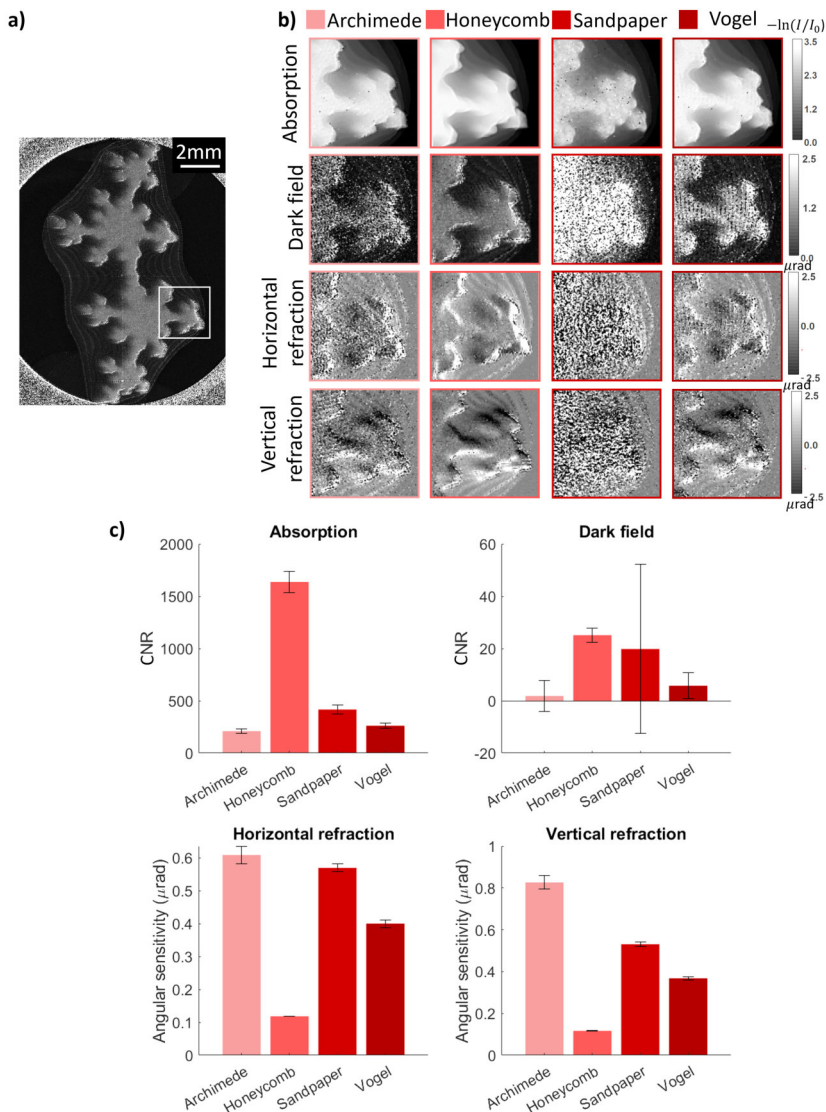 a)
2mm
b)
Archimede Honeycomb Sandpaper Vogel
−ln(I/I₀)
Absorption
3.5
2.3
1.2
0.0
Dark field
2.5
1.2
0.0
μrad
Horizontal
refraction
2.5
0.0
-2.5
μrad
Vertical
refraction
2.5
0.0
-2.5
μrad
c)
Absorption
CNR
2000
1500
1000
500
0
Archimede
Honeycomb
Sandpaper
Vogel
Dark field
CNR
60
40
20
0
-20
Archimede
Honeycomb
Sandpaper
Vogel
Horizontal refraction
Angular sensitivity (μrad)
0.6
0.5
0.4
0.3
0.2
0.1
0
Archimede
Honeycomb
Sandpaper
Vogel
Vertical refraction
Angular sensitivity (μrad)
1
0.8
0.6
0.4
0.2
0
Archimede
Honeycomb
Sandpaper
Vogel